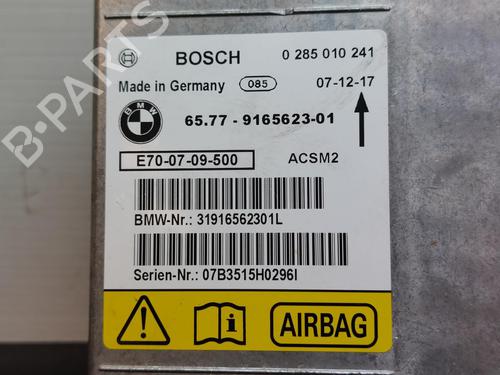 BOSCH 0 285 010 241
Made in Germany 085 07-12-17
BMW 65.77 - 9165623-01
E70-07-09-500 ACSM2
BMW-Nr.: 31916562301L
Serien-Nr.: 07B3515H0296I
AIRBAG
B-PARTS